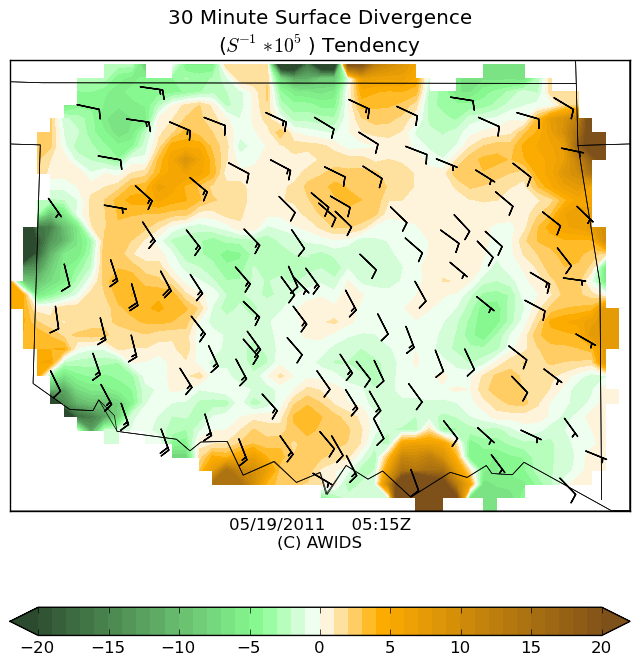 30 Minute Surface Divergence
($S^{-1} * 10^{5}$ ) Tendency
05/19/2011 05:15Z
(C) AWIDS
−20 −15 −10 −5 0 5 10 15 20